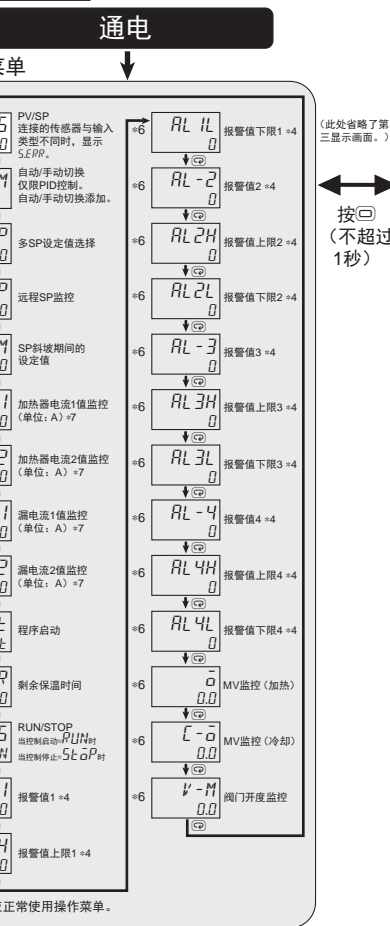 通电
菜单
PV/SP
连接的传感器与输入
类型不同时，显示
S.ERR。
自动/手动切换
仅限PID控制。
自动/手动切换添加。
多SP设定值选择
远程SP监控
SP斜坡期间的
设定值
加热器电流1值监控
（单位：A）*7
加热器电流2值监控
（单位：A）*7
漏电流1值监控
（单位：A）*7
漏电流2值监控
（单位：A）*7
程序启动
剩余保温时间
RUN/STOP
当控制启动=RUN时
当控制停止=StoP时
报警值1 *4
报警值上限1 *4
正常使用操作菜单。
*6 AL 1L 0 报警值下限1 *4
*6 AL-2 0 报警值2 *4
*6 AL2H 0 报警值上限2 *4
*6 AL2L 0 报警值下限2 *4
*6 AL-3 0 报警值3 *4
*6 AL3H 0 报警值上限3 *4
*6 AL3L 0 报警值下限3 *4
*6 AL-4 0 报警值4 *4
*6 AL4H 0 报警值上限4 *4
*6 AL4L 0 报警值下限4 *4
*6 o 0.0 MV监控（加热）
*6 C-o 0.0 MV监控（冷却）
*6 V-M 0.0 阀门开度监控
（此处省略了第
三显示画面。）
按
（不超过
1秒）